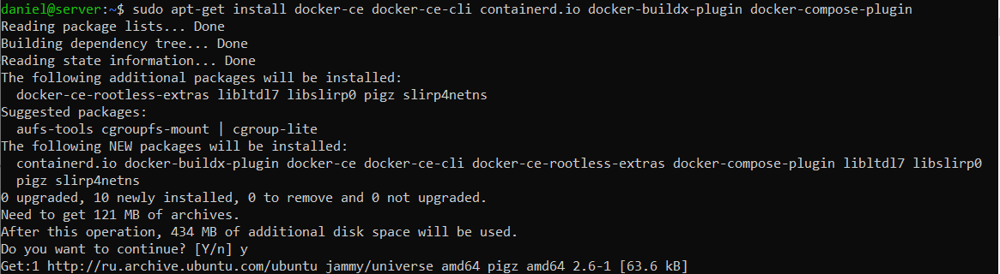 daniel@server:~$ sudo apt-get install docker-ce docker-ce-cli containerd.io docker-buildx-plugin docker-compose-plugin
Reading package lists... Done
Building dependency tree... Done
Reading state information... Done
The following additional packages will be installed:
  docker-ce-rootless-extras libltdl7 libslirp0 pigz slirp4netns
Suggested packages:
  aufs-tools cgroupfs-mount | cgroup-lite
The following NEW packages will be installed:
  containerd.io docker-buildx-plugin docker-ce docker-ce-cli docker-ce-rootless-extras docker-compose-plugin libltdl7 libslirp0
  pigz slirp4netns
0 upgraded, 10 newly installed, 0 to remove and 0 not upgraded.
Need to get 121 MB of archives.
After this operation, 434 MB of additional disk space will be used.
Do you want to continue? [Y/n] y
Get:1 http://ru.archive.ubuntu.com/ubuntu jammy/universe amd64 pigz amd64 2.6-1 [63.6 kB]